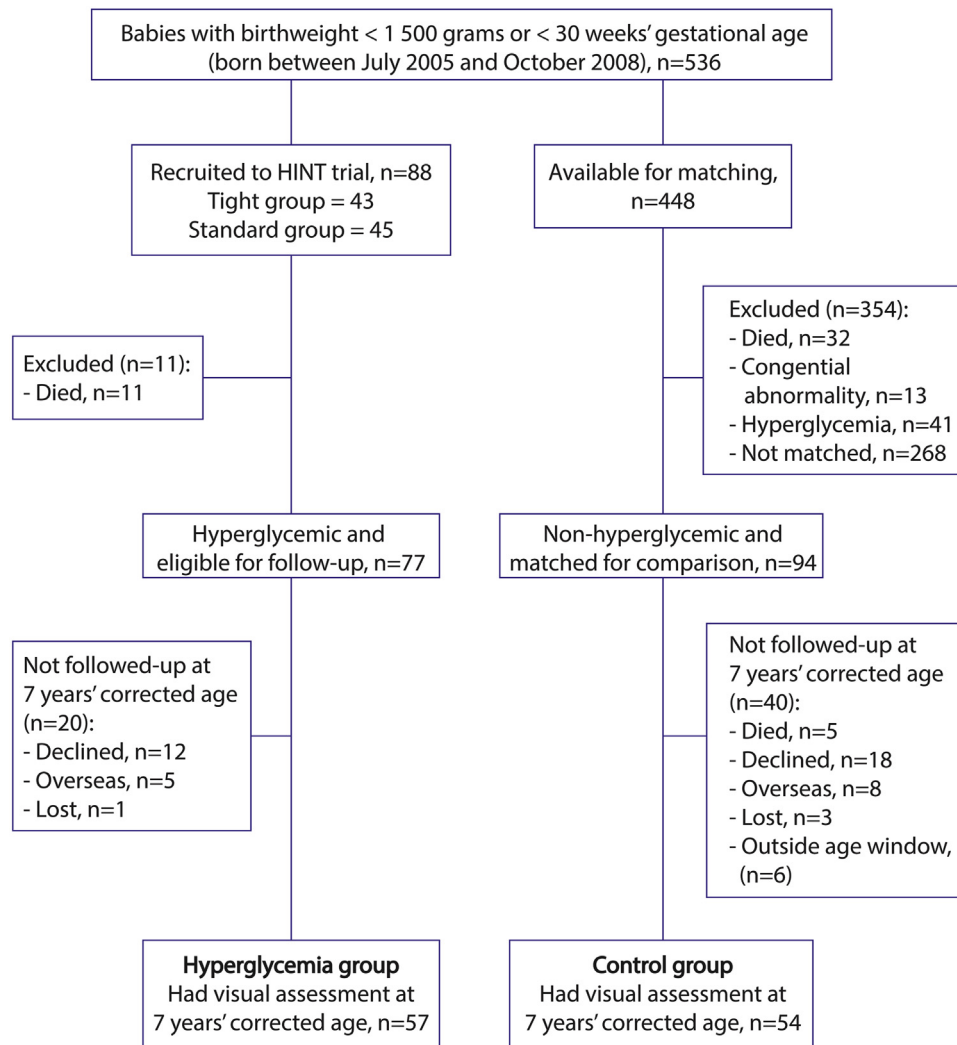 Babies with birthweight < 1 500 grams or < 30 weeks' gestational age
(born between July 2005 and October 2008), n=536
Recruited to HINT trial, n=88
Tight group = 43
Standard group = 45
Available for matching,
n=448
Excluded (n=11):
- Died, n=11
Excluded (n=354):
- Died, n=32
- Congential
abnormality, n=13
- Hyperglycemia, n=41
- Not matched, n=268
Hyperglycemic and
eligible for follow-up, n=77
Non-hyperglycemic and
matched for comparison, n=94
Not followed-up at
7 years' corrected age
(n=20):
- Declined, n=12
- Overseas, n=5
- Lost, n=1
Not followed-up at
7 years' corrected age
(n=40):
- Died, n=5
- Declined, n=18
- Overseas, n=8
- Lost, n=3
- Outside age window,
(n=6)
Hyperglycemia group
Had visual assessment at
7 years' corrected age, n=57
Control group
Had visual assessment at
7 years' corrected age, n=54